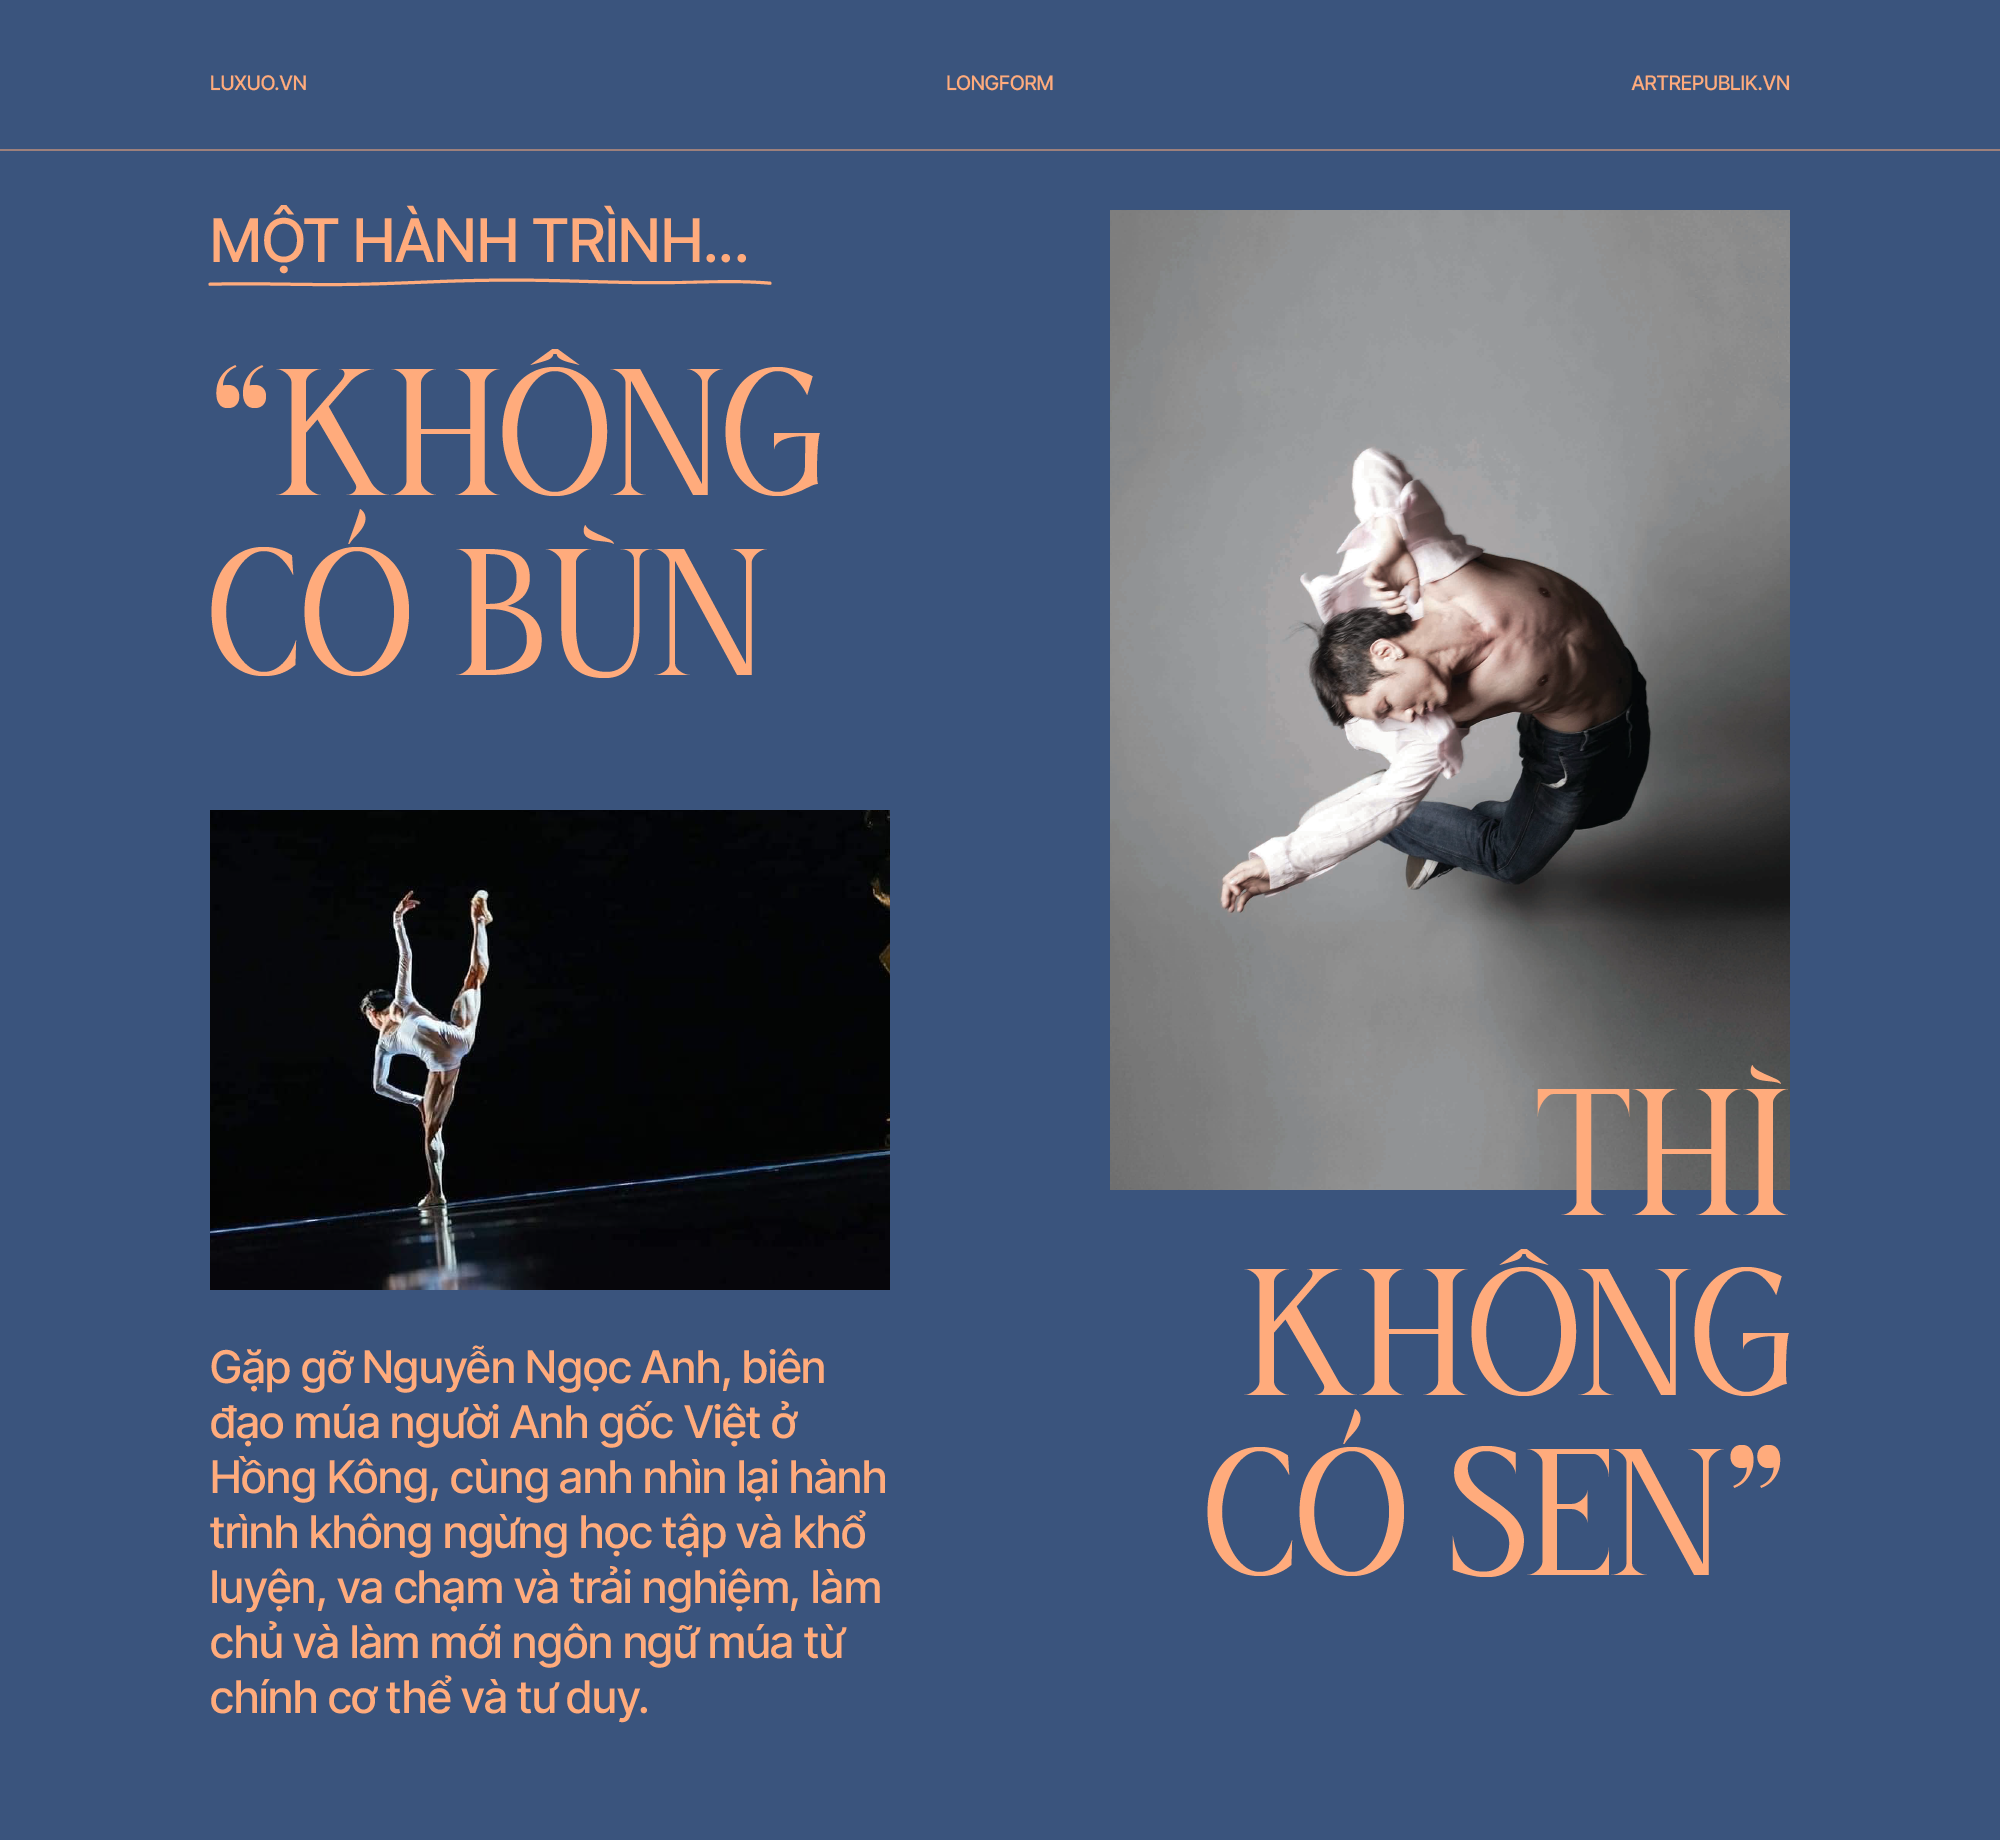 LUXUO.VN
LONGFORM
ARTREPUBLIK.VN
MỘT HÀNH TRÌNH...
“KHÔNG
CÓ BÙN
THÌ
KHÔNG
CÓ SEN”
Gặp gỡ Nguyễn Ngọc Anh, biên
đạo múa người Anh gốc Việt ở
Hồng Kông, cùng anh nhìn lại hành
trình không ngừng học tập và khổ
luyện, va chạm và trải nghiệm, làm
chủ và làm mới ngôn ngữ múa từ
chính cơ thể và tư duy.